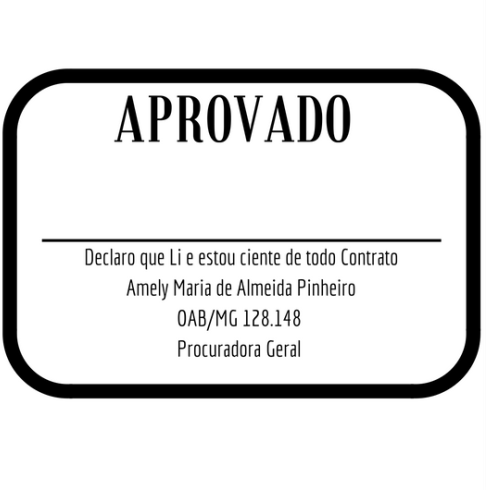 APROVADO
Declaro que Li e estou ciente de todo Contrato
Amely Maria de Almeida Pinheiro
OAB/MG 128.148
Procuradora Geral